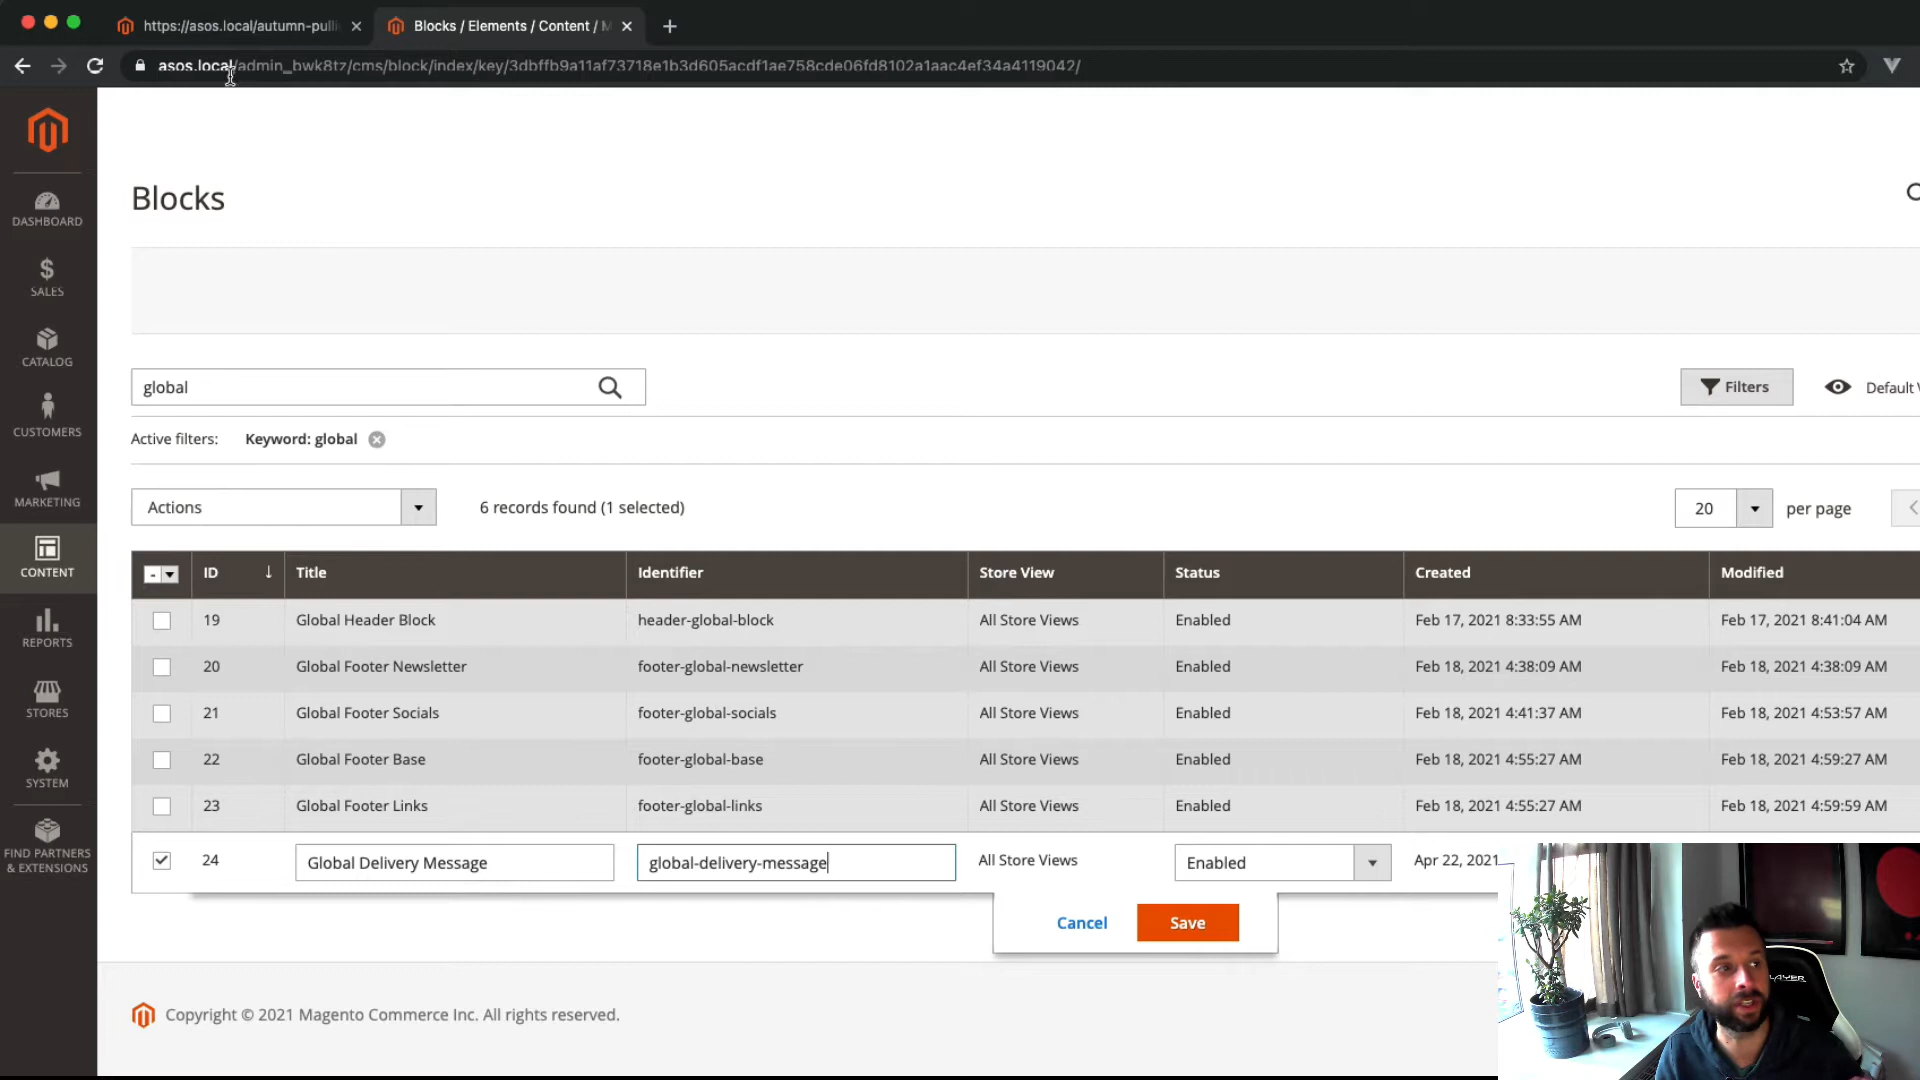 https://asos.local/autumn-pulli
Blocks / Elements / Content / M
asos.local/admin_bwk8tz/cms/block/index/key/3dbffb9a11af73718e1b3d605acdf1ae758cde06fd8102a1aac4ef34a4119042/
DASHBOARD
SALES
CATALOG
CUSTOMERS
MARKETING
CONTENT
REPORTS
STORES
SYSTEM
FIND PARTNERS
& EXTENSIONS
Blocks
global
Filters
Default
Active filters: Keyword: global
Actions
6 records found (1 selected)
20 per page
ID Title Identifier Store View Status Created Modified
19 Global Header Block header-global-block All Store Views Enabled Feb 17, 2021 8:33:55 AM Feb 17, 2021 8:41:04 AM
20 Global Footer Newsletter footer-global-newsletter All Store Views Enabled Feb 18, 2021 4:38:09 AM Feb 18, 2021 4:38:09 AM
21 Global Footer Socials footer-global-socials All Store Views Enabled Feb 18, 2021 4:41:37 AM Feb 18, 2021 4:53:57 AM
22 Global Footer Base footer-global-base All Store Views Enabled Feb 18, 2021 4:55:27 AM Feb 18, 2021 4:59:27 AM
23 Global Footer Links footer-global-links All Store Views Enabled Feb 18, 2021 4:55:27 AM Feb 18, 2021 4:59:59 AM
24 Global Delivery Message global-delivery-message All Store Views Enabled Apr 22, 2021
Cancel Save
Copyright © 2021 Magento Commerce Inc. All rights reserved.